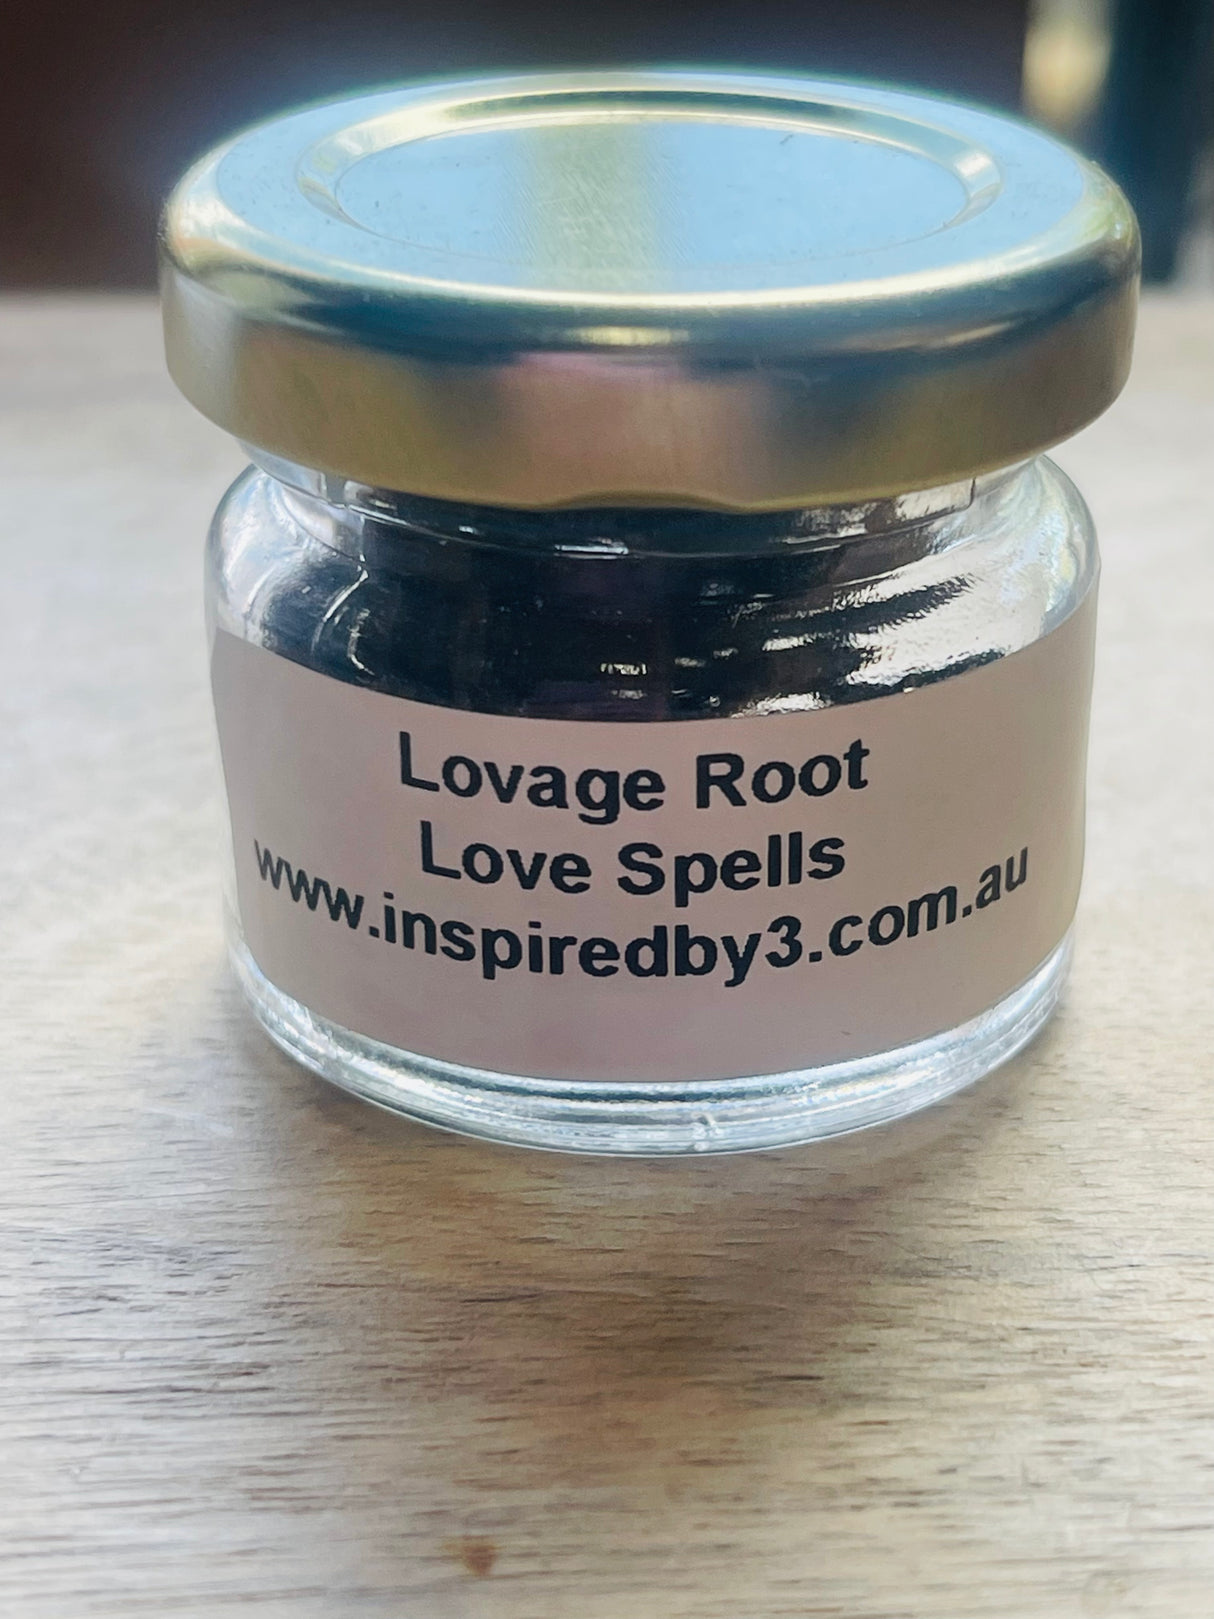 Lovage Root
Love Spells
www.inspiredby3.com.au